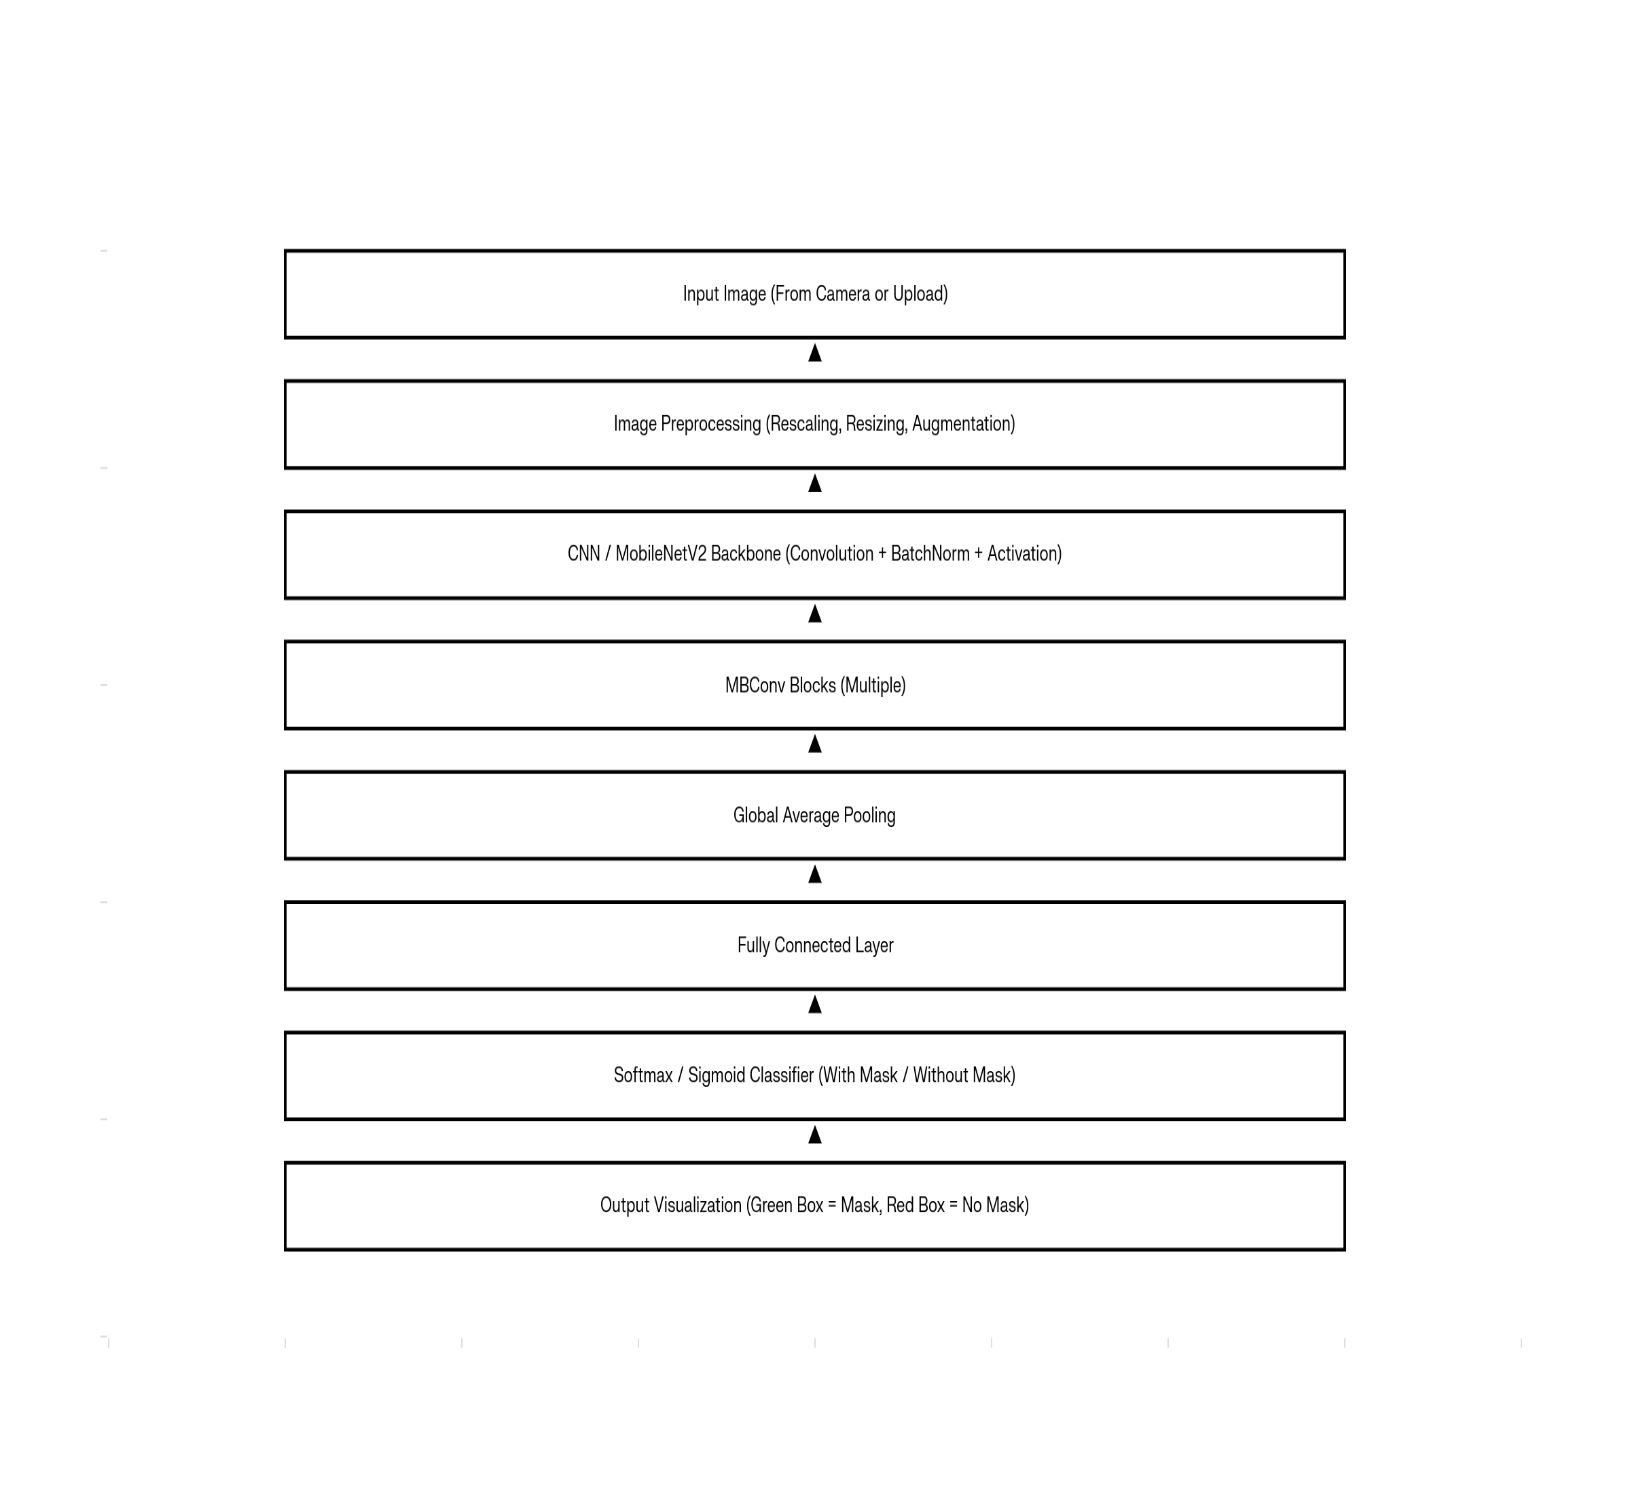 Input Image (From Camera or Upload)
Image Preprocessing (Rescaling, Resizing, Augmentation)
CNN / MobileNetV2 Backbone (Convolution + BatchNorm + Activation)
MBConv Blocks (Multiple)
Global Average Pooling
Fully Connected Layer
Softmax / Sigmoid Classifier (With Mask / Without Mask)
Output Visualization (Green Box = Mask, Red Box = No Mask)